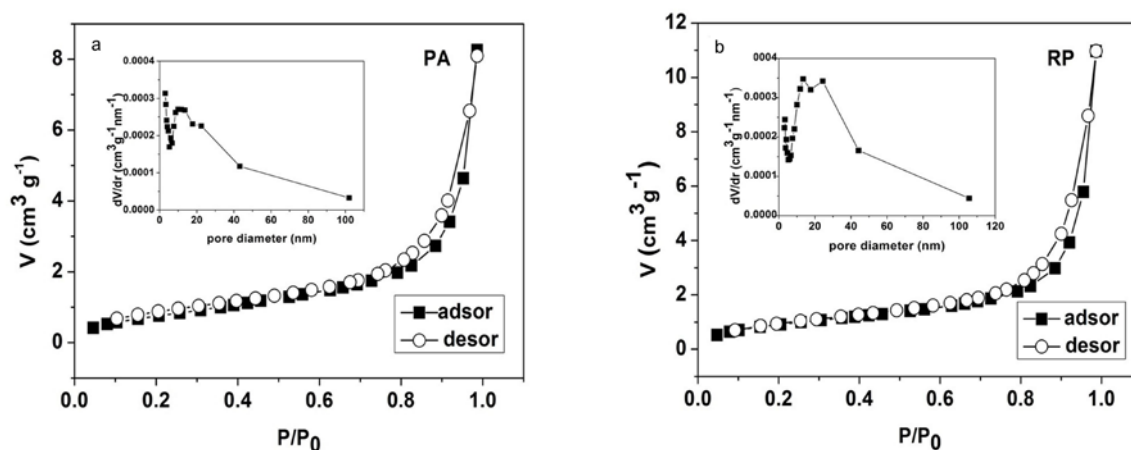 a
PA
V (cm3 g-1)
8
6
4
2
0
0.0 0.2 0.4 0.6 0.8 1.0
P/P0
adsor
desor
dV/dr (cm3g-1nm-1)
0.0004
0.0003
0.0002
0.0001
0.0000
0 20 40 60 80 100
pore diameter (nm)
b
RP
V (cm3g-1)
12
10
8
6
4
2
0
0.0 0.2 0.4 0.6 0.8 1.0
P/P0
adsor
desor
dV/dr (cm3g-1nm-1)
.0004
0.0003
0.0002
0.0001
0.0000
0 20 40 60 80 100 120
pore diameter (nm)